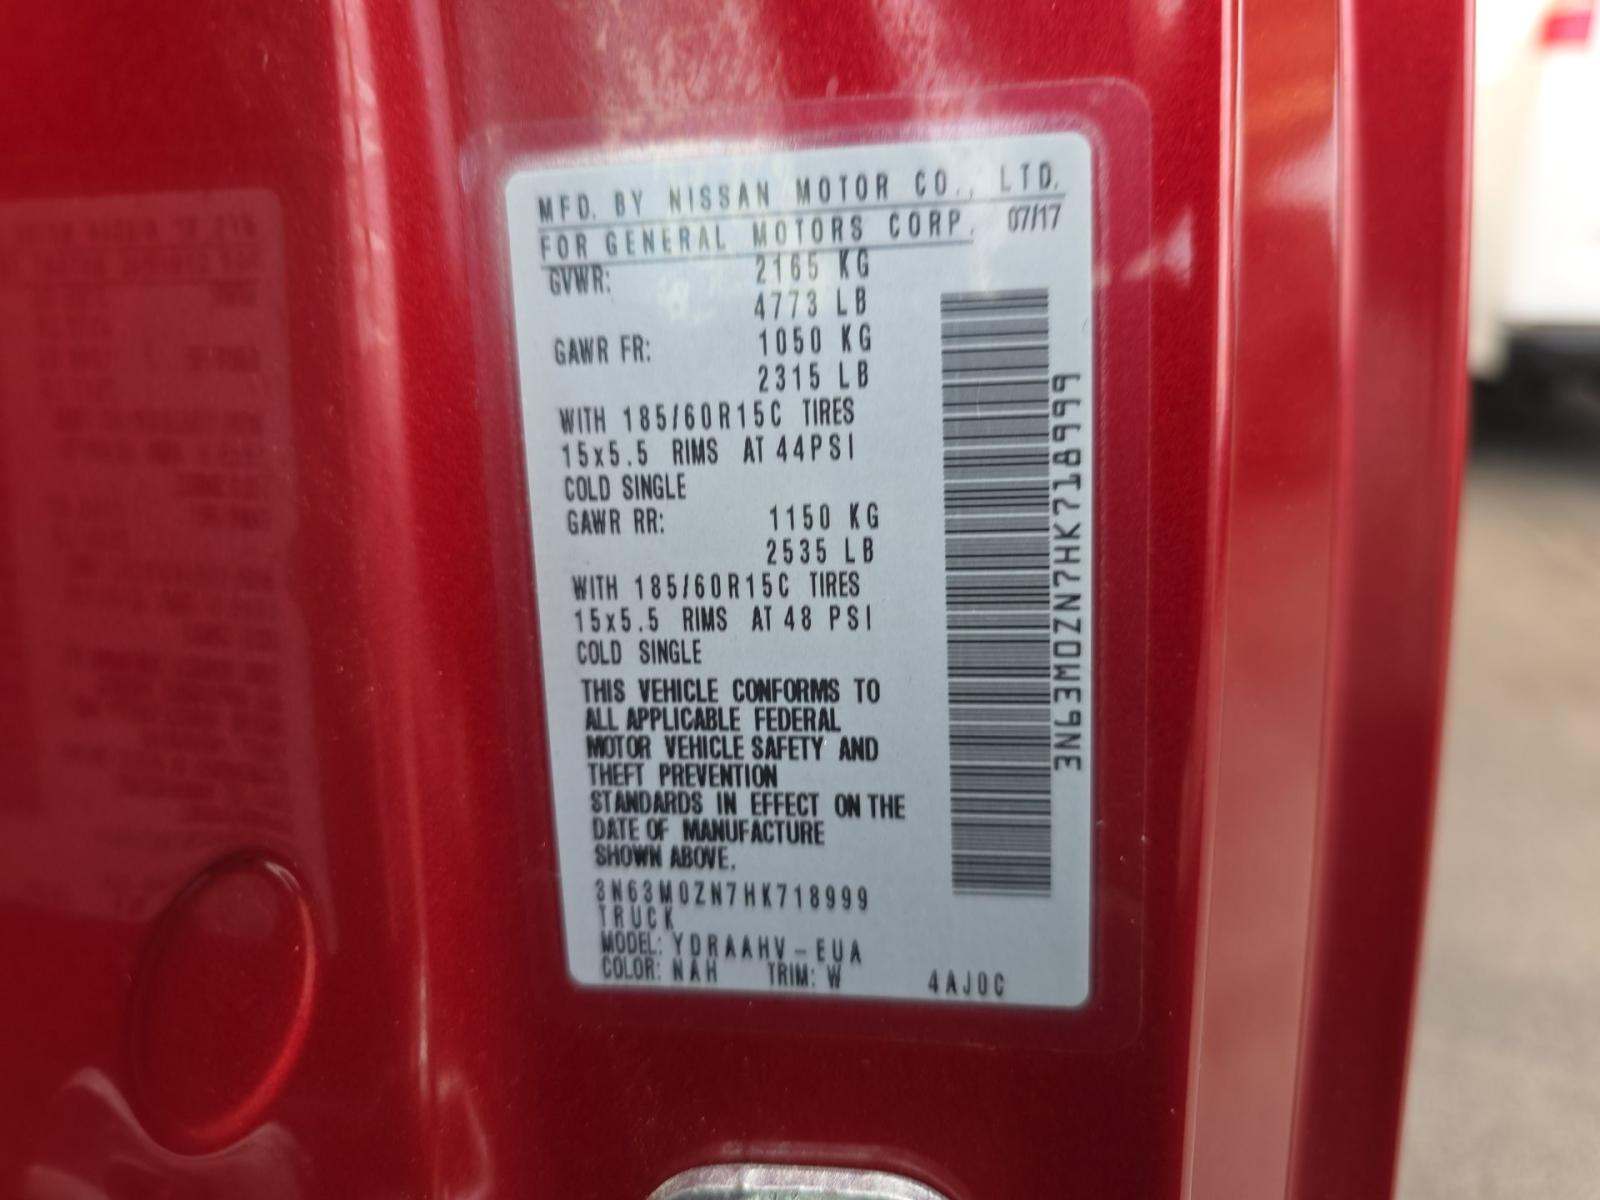 MFD. BY NISSAN MOTOR CO., LTD.
FOR GENERAL MOTORS CORP. 07/17
GVWR: 2165 KG
4773 LB
GAWR FR: 1050 KG
2315 LB
WITH 185/60R15C TIRES
15x5.5 RIMS AT 44PSI
COLD SINGLE
GAWR RR: 1150 KG
2535 LB
WITH 185/60R15C TIRES
15x5.5 RIMS AT 48 PSI
COLD SINGLE
THIS VEHICLE CONFORMS TO
ALL APPLICABLE FEDERAL
MOTOR VEHICLE SAFETY AND
THEFT PREVENTION
STANDARDS IN EFFECT ON THE
DATE OF MANUFACTURE
SHOWN ABOVE.
3N63M0ZN7HK718999
TRUCK
MODEL: YDRAAHV-EUA
COLOR: NAH TRIM: W 4AJ0C
3N63M0ZN7HK718999